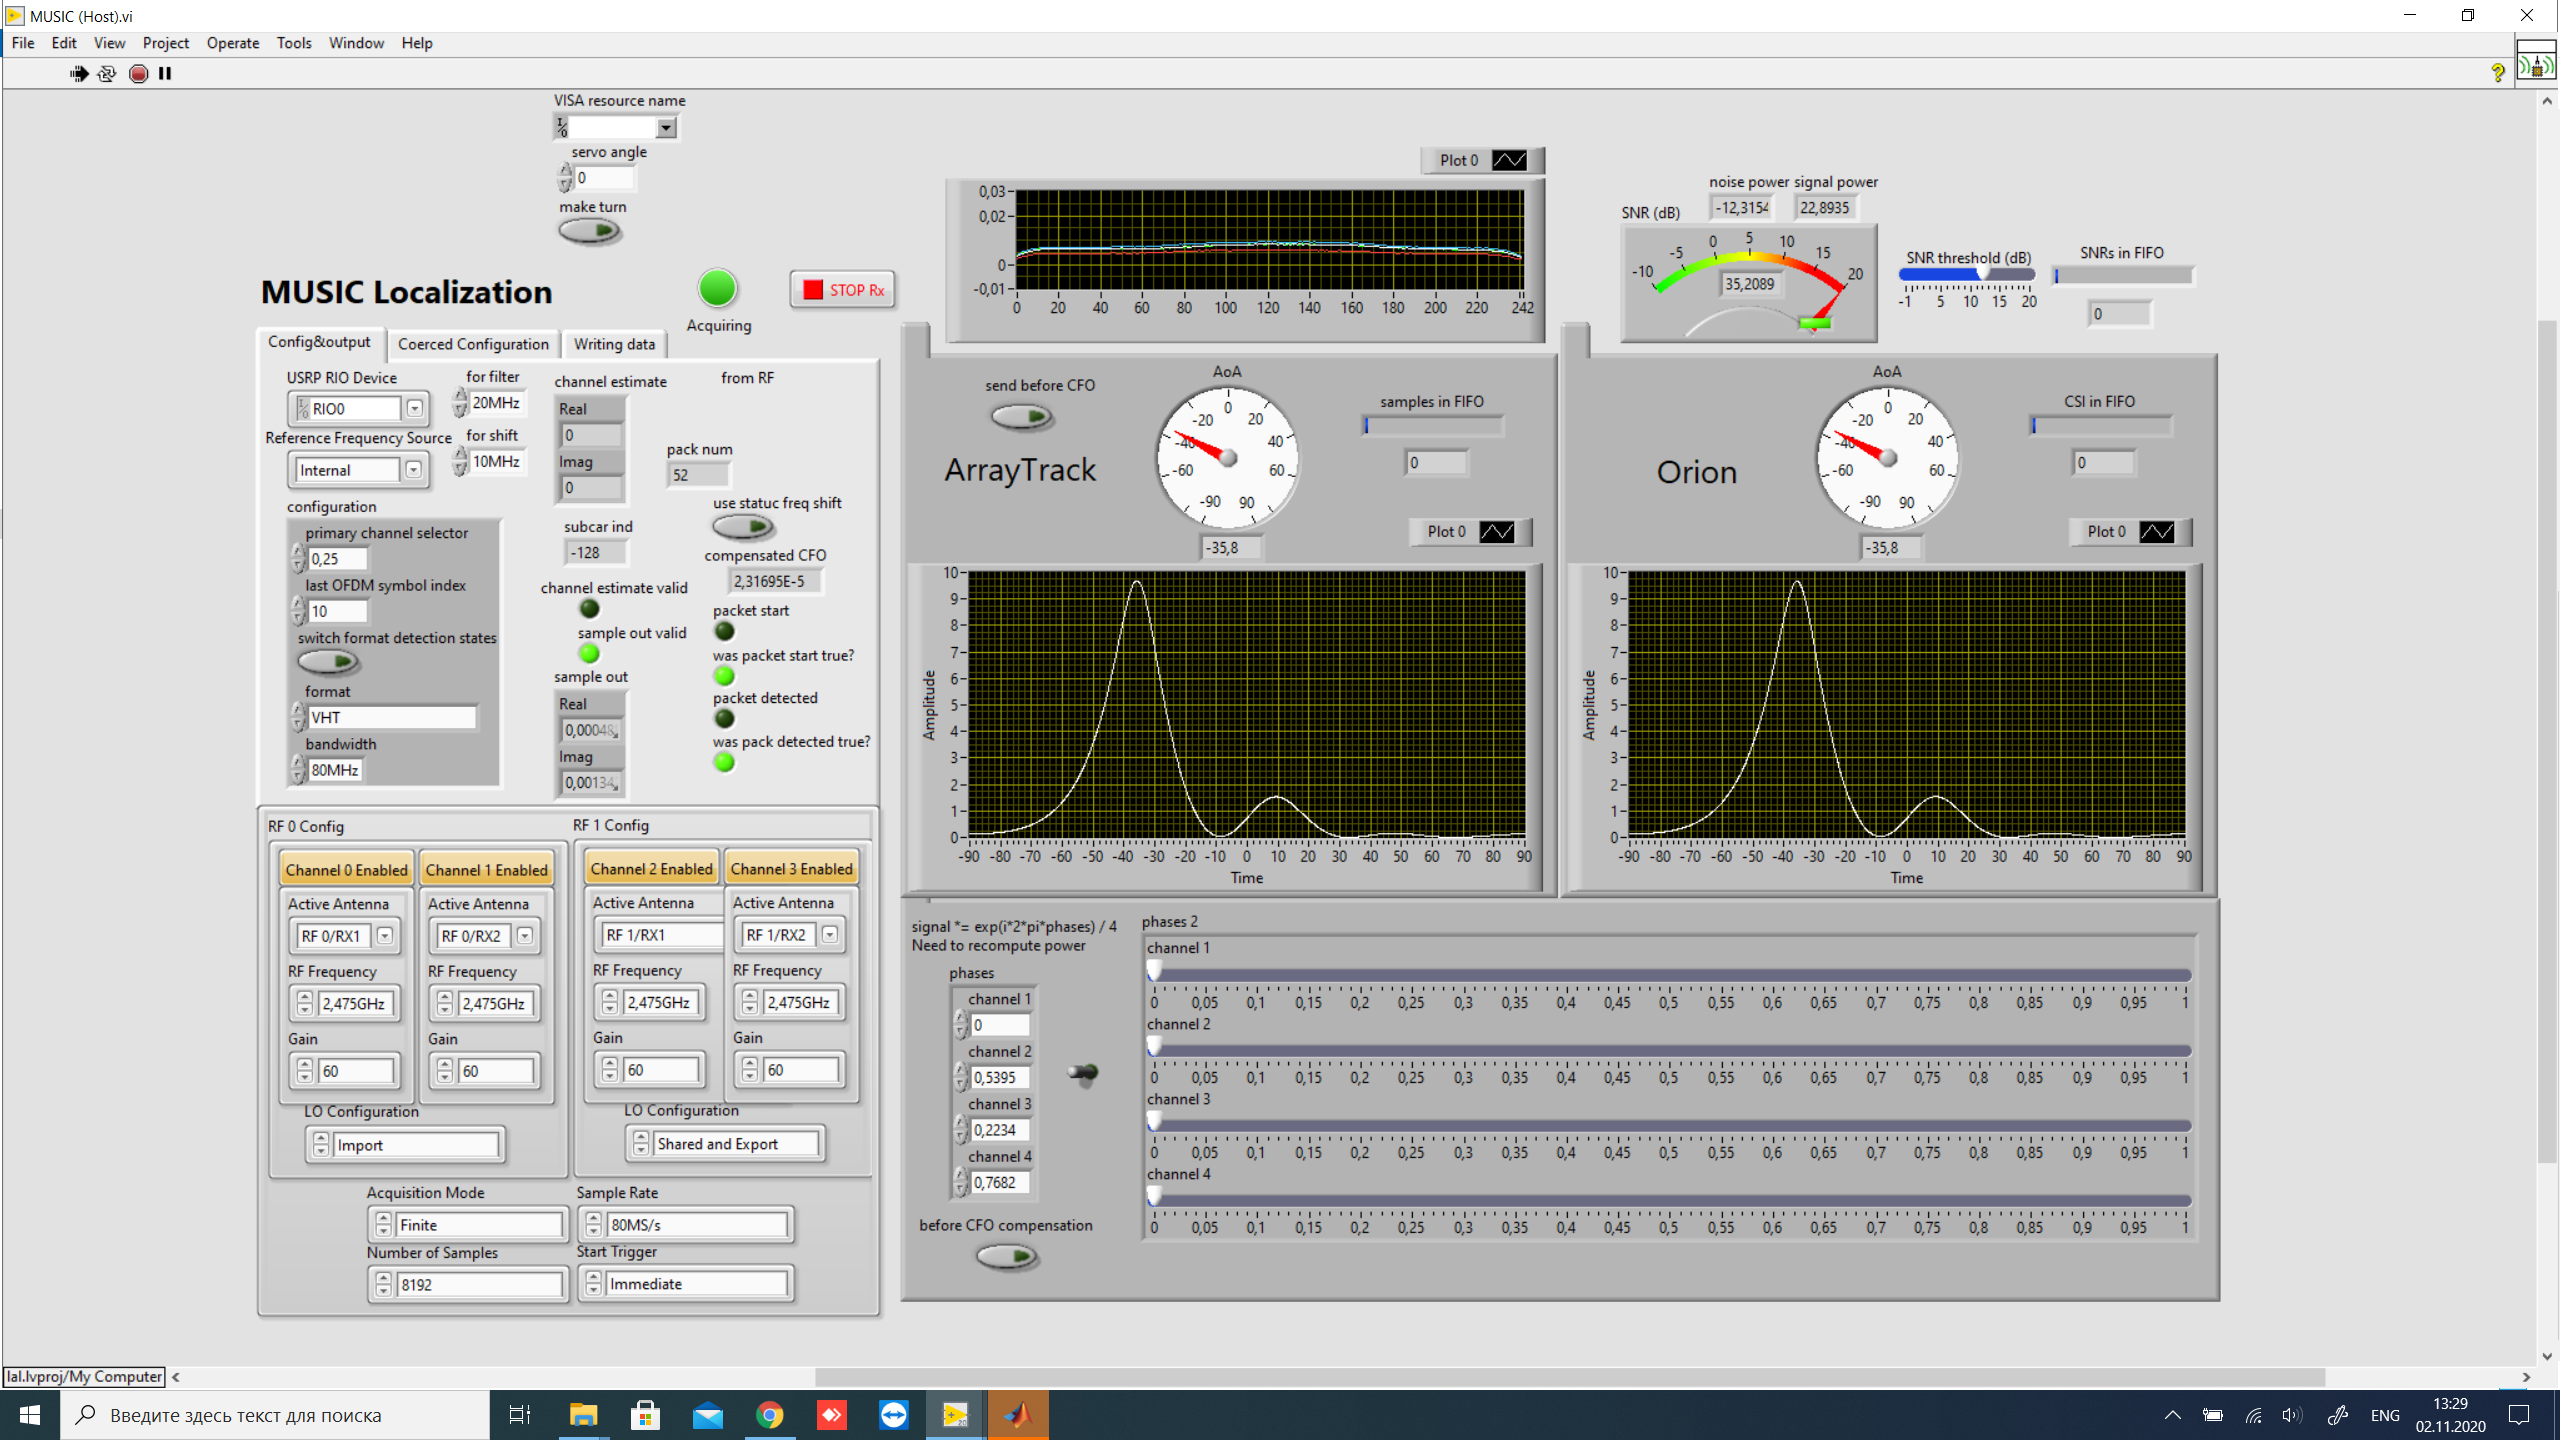 MUSIC (Host).vi
File Edit View Project Operate Tools Window Help
VISA resource name
servo angle
0
make turn
MUSIC Localization
Acquiring
STOP Rx
Config&output Coerced Configuration Writing data
USRP RIO Device
RIO0
for filter
20MHz
Reference Frequency Source
Internal
for shift
10MHz
configuration
primary channel selector
0,25
last OFDM symbol index
10
switch format detection states
format
VHT
bandwidth
80MHz
channel estimate
Real
0
Imag
0
subcar ind
-128
channel estimate valid
sample out valid
sample out
Real
0,00048
Imag
0,00134
from RF
pack num
52
use statuc freq shift
compensated CFO
2,31695E-5
packet start
was packet start true?
packet detected
was pack detected true?
RF 0 Config
Channel 0 Enabled Channel 1 Enabled
Active Antenna Active Antenna
RF 0/RX1 RF 0/RX2
RF Frequency RF Frequency
2,475GHz 2,475GHz
Gain Gain
60 60
LO Configuration
Import
RF 1 Config
Channel 2 Enabled Channel 3 Enabled
Active Antenna Active Antenna
RF 1/RX1 RF 1/RX2
RF Frequency RF Frequency
2,475GHz 2,475GHz
Gain Gain
60 60
LO Configuration
Shared and Export
Acquisition Mode Sample Rate
Finite 80MS/s
Number of Samples Start Trigger
8192 Immediate
Plot 0
0,03
0,02
0
-0,01
0 20 40 60 80 100 120 140 160 180 200 220 242
noise power signal power
-12,3154 22,8935
SNR (dB)
-10 -5 0 5 10 15 20
35,2089
SNR threshold (dB)
-1 5 10 15 20
SNRs in FIFO
0
send before CFO
ArrayTrack
AoA
-90 -60 -40 -20 0 20 40 60 90
-35,8
samples in FIFO
0
Plot 0
Amplitude
10
9
8
7
6
5
4
3
2
1
0
-90 -80 -70 -60 -50 -40 -30 -20 -10 0 10 20 30 40 50 60 70 80 90
Time
Orion
AoA
-90 -60 -40 -20 0 20 40 60 90
-35,8
CSI in FIFO
0
Plot 0
Amplitude
10
9
8
7
6
5
4
3
2
1
0
-90 -80 -70 -60 -50 -40 -30 -20 -10 0 10 20 30 40 50 60 70 80 90
Time
signal *= exp(i*2*pi*phases) / 4
Need to recompute power
phases
channel 1
0
channel 2
0,5395
channel 3
0,2234
channel 4
0,7682
before CFO compensation
phases 2
channel 1
0 0,05 0,1 0,15 0,2 0,25 0,3 0,35 0,4 0,45 0,5 0,55 0,6 0,65 0,7 0,75 0,8 0,85 0,9 0,95 1
channel 2
0 0,05 0,1 0,15 0,2 0,25 0,3 0,35 0,4 0,45 0,5 0,55 0,6 0,65 0,7 0,75 0,8 0,85 0,9 0,95 1
channel 3
0 0,05 0,1 0,15 0,2 0,25 0,3 0,35 0,4 0,45 0,5 0,55 0,6 0,65 0,7 0,75 0,8 0,85 0,9 0,95 1
channel 4
0 0,05 0,1 0,15 0,2 0,25 0,3 0,35 0,4 0,45 0,5 0,55 0,6 0,65 0,7 0,75 0,8 0,85 0,9 0,95 1
lal.lvproj/My Computer
Введите здесь текст для поиска
ENG
13:29
02.11.2020